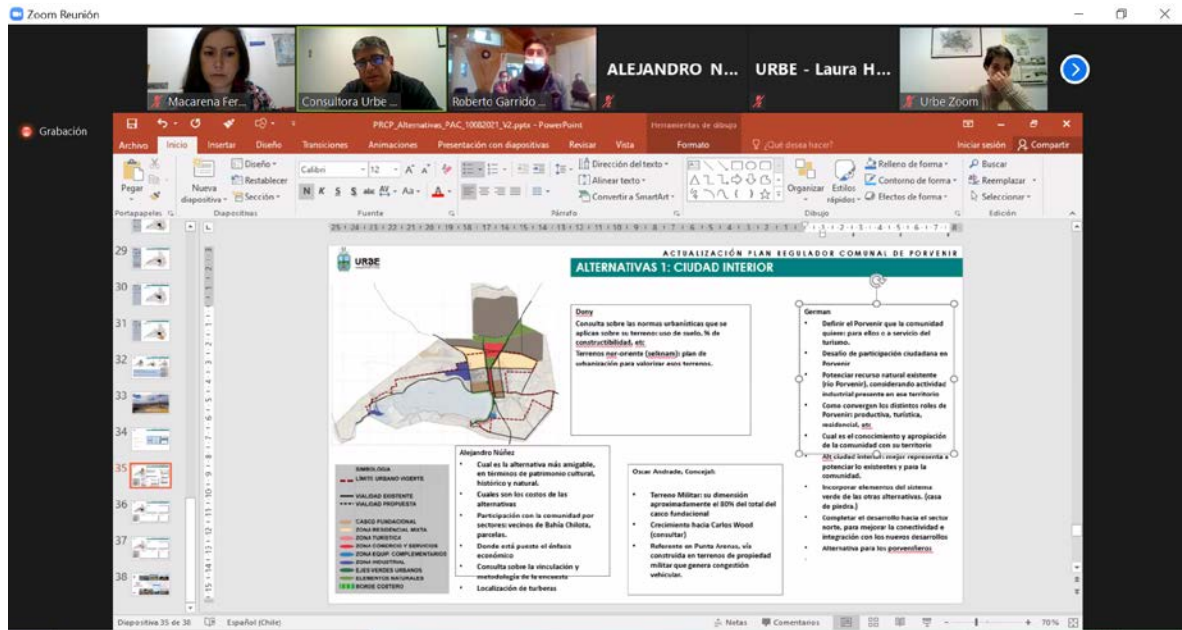 Zoom Reunión
Macarena Fer...
Consultora Urbe ...
Roberto Garrido ...
ALEJANDRO N...
URBE - Laura H...
Urbe Zoom
Grabación
PRCP_Alternativas_PAC_10082021_V2.pptx - PowerPoint
Herramientas de dibujo
Archivo Inicio Insertar Diseño Transiciones Animaciones Presentación con diapositivas Revisar Vista Formato ¿Qué desea hacer? Iniciar sesión Compartir
Pegar
Nueva diapositiva
Diseño
Restablecer
Sección
Calibri 12
N K S S abc AV Aa A
Dirección del texto
Alinear texto
Convertir a SmartArt
Organizar
Estilos rápidos
Relleno de forma
Contorno de forma
Efectos de forma
Buscar
Reemplazar
Seleccionar
Portapapeles Diapositivas Fuente Párrafo Dibujo Edición
29
30
31
32
33
34
35
36
37
38
URBE
ACTUALIZACIÓN PLAN REGULADOR COMUNAL DE PORVENIR
ALTERNATIVAS 1: CIUDAD INTERIOR
SIMBOLOGIA
LÍMITE URBANO VIGENTE
VIALIDAD EXISTENTE
VIALIDAD PROPUESTA
CASCO FUNDACIONAL
ZONA RESIDENCIAL MIXTA
ZONA TURÍSTICA
ZONA COMERCIO Y SERVICIOS
ZONA EQUIP. COMPLEMENTARIOS
ZONA INDUSTRIAL
EJES VERDES URBANOS
ELEMENTOS NATURALES
BORDE COSTERO
Dony
Consulta sobre las normas urbanísticas que se
aplican sobre su terreno: uso de suelo, % de
constructibilidad, etc
Terrenos nor-oriente (selknam): plan de
urbanización para valorizar esos terrenos.
Alejandro Núñez
• Cual es la alternativa más amigable,
en términos de patrimonio cultural,
histórico y natural.
• Cuales son los costos de las
alternativas
• Participación con la comunidad por
sectores: vecinos de Bahía Chilota,
parcelas.
• Donde está puesto el énfasis
económico
• Consulta sobre la vinculación y
metodología de la encuesta
• Localización de turberas
Oscar Andrade, Concejal:
• Terreno Militar: su dimensión
aproximadamente el 80% del total del
casco fundacional
• Crecimiento hacia Carlos Wood
(consultar)
• Referente en Punta Arenas, vía
construida en terrenos de propiedad
militar que genera congestión
vehicular.
German
• Definir el Porvenir que la comunidad
quiere: para ellos o a servicio del
turismo.
• Desafío de participación ciudadana en
Porvenir
• Potenciar recurso natural existente
(río Porvenir), considerando actividad
industrial presente en ese territorio
• Como convergen los distintos roles de
Porvenir: productiva, turística,
residencial, etc
• Cual es el conocimiento y apropiación
de la comunidad con su territorio
• Alt ciudad interior: mejor representa a
potenciar lo existentes y para la
comunidad.
• Incorporar elementos del sistema
verde de las otras alternativas. (casa
de piedra.)
• Completar el desarrollo hacia el sector
norte, para mejorar la conectividad e
integración con los nuevos desarrollos
• Alternativa para los porvenileros
Diapositiva 35 de 38 Español (Chile) Notas Comentarios 70%